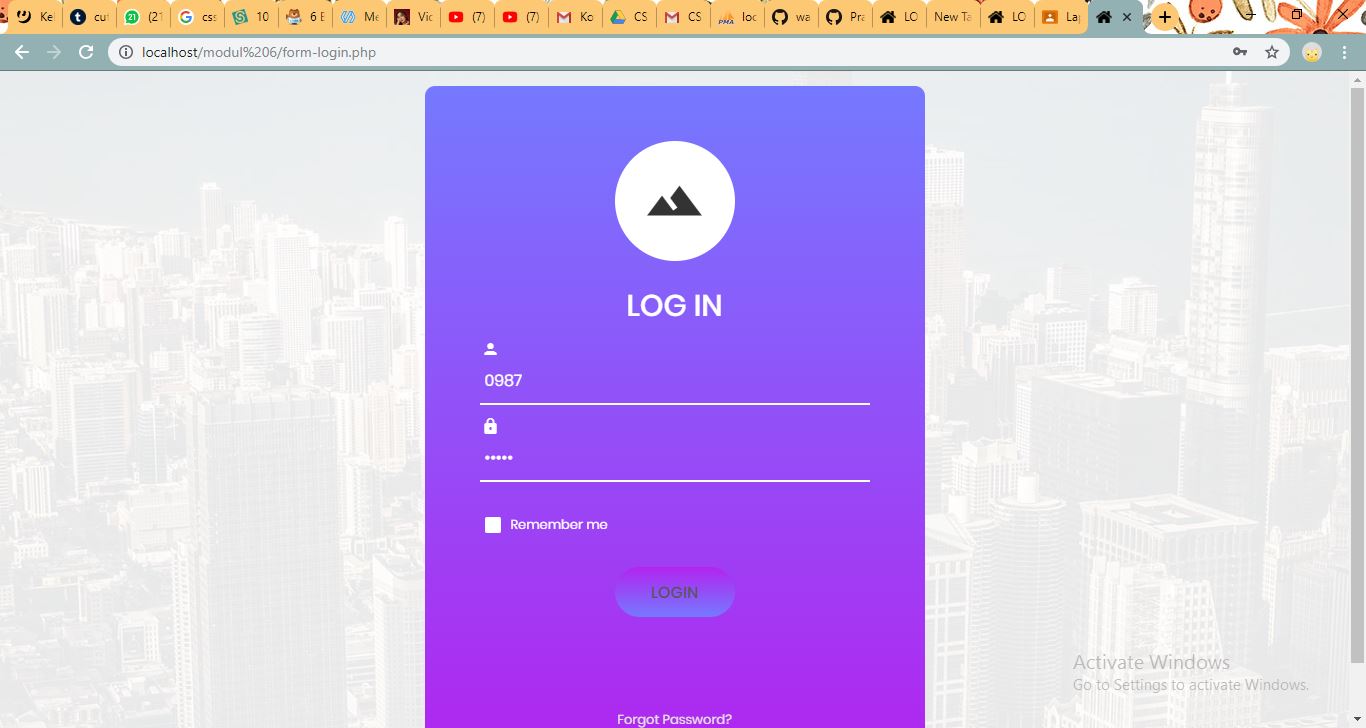 Ke
cu
(21
css
10
6 E
Me
Vic
(7)
(7)
Ko
CS
CS
loc
wa
Pra
LO
New Ta
LO
La
localhost/modul%206/form-login.php
LOG IN
0987
•••••
Remember me
LOGIN
Forgot Password?
Activate Windows
Go to Settings to activate Windows.